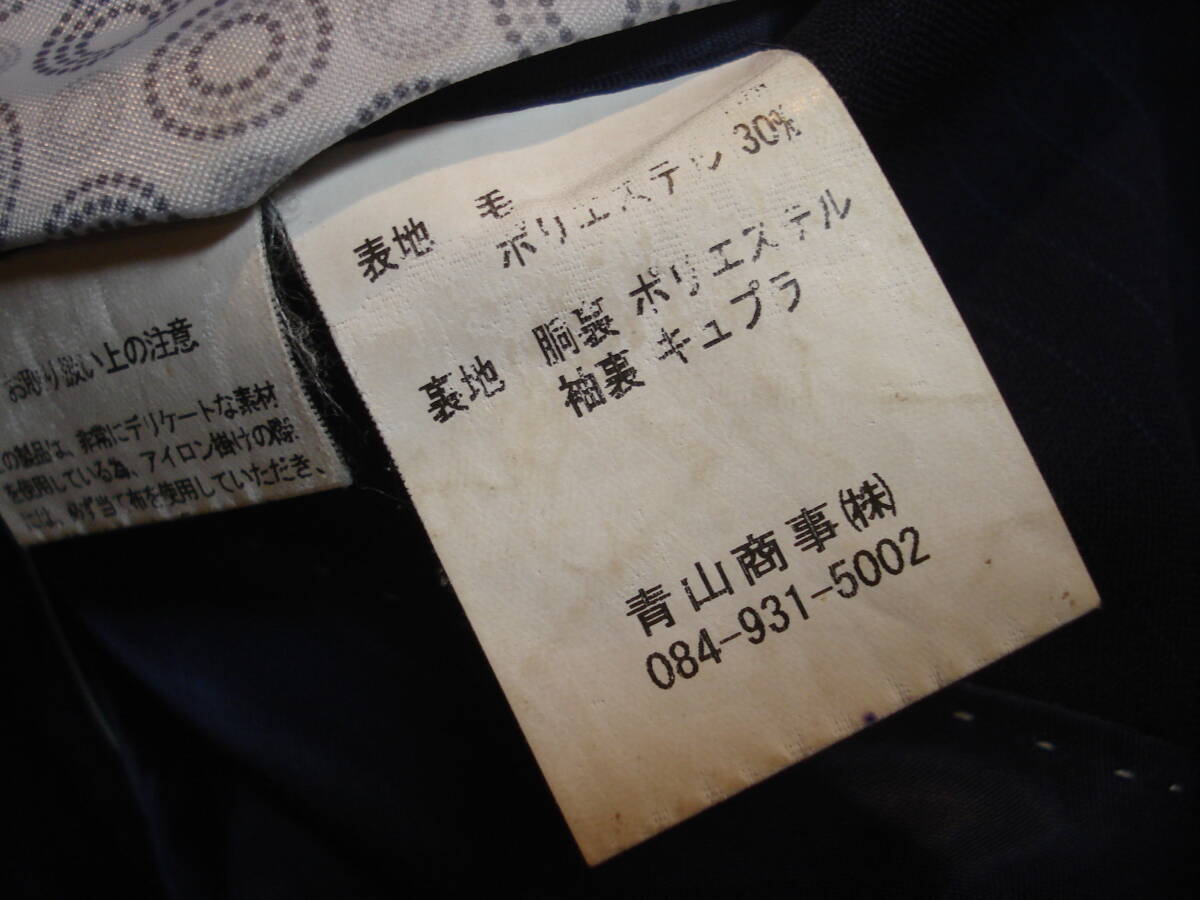 表地 毛
ポリエステル 30%
裏地 胴裏 ポリエステル
袖裏 キュプラ
青山商事(株)
084-931-5002
お取り扱い上の注意
この製品は、非常にデリケートな素材
を使用している為、アイロン掛けの際
には、必ず当て布を使用していただき、